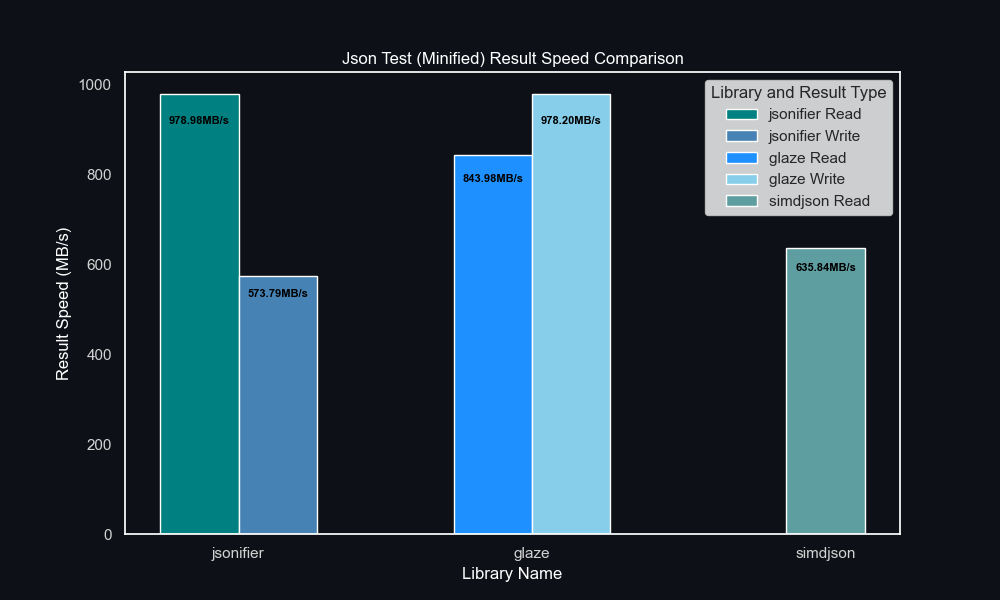 Json Test (Minified) Result Speed Comparison
Library and Result Type
jsonifier Read
jsonifier Write
glaze Read
glaze Write
simdjson Read
Result Speed (MB/s)
1000
800
600
400
200
0
978.98MB/s
573.79MB/s
843.98MB/s
978.20MB/s
635.84MB/s
jsonifier
glaze
simdjson
Library Name